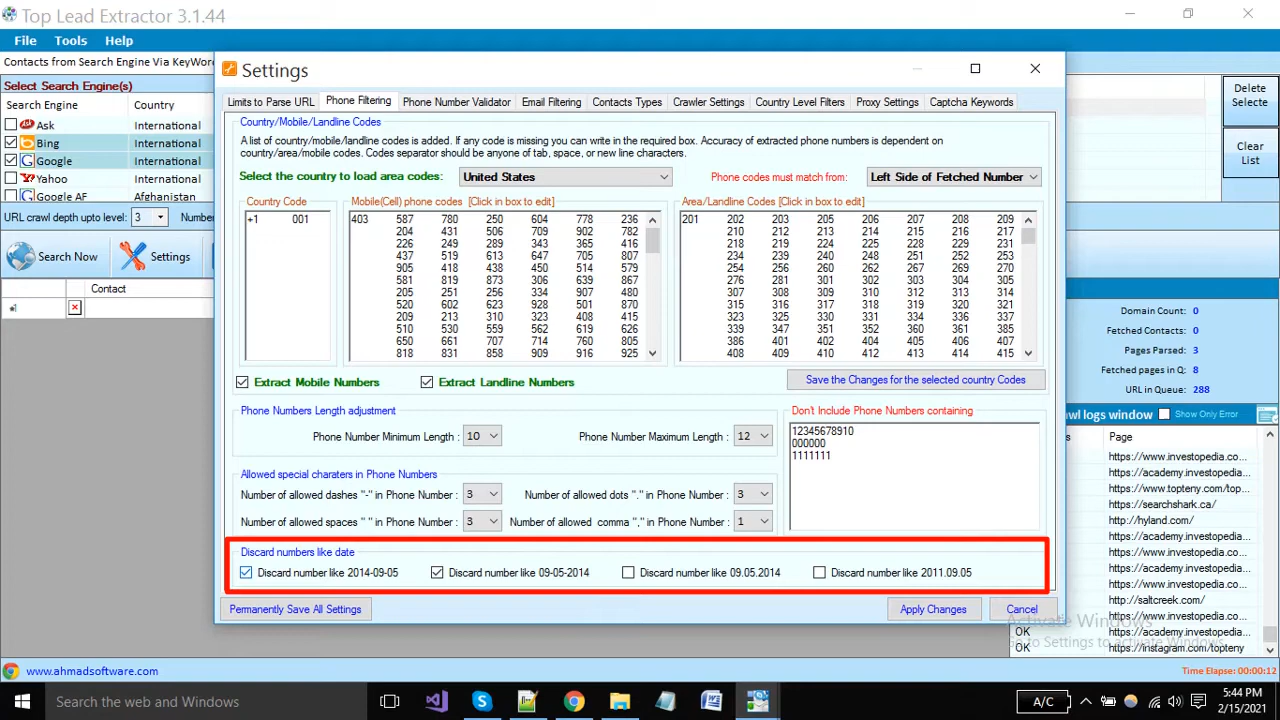 Top Lead Extractor 3.1.44
File Tools Help
Contacts from Search Engine Via KeyWor
Select Search Engine(s)
Search Engine Country
Ask International
Bing International
Google International
Yahoo International
Google AF Afghanistan
URL crawl depth upto level: 3 Number
Search Now Settings
Contact
Settings
Limits to Parse URL Phone Filtering Phone Number Validator Email Filtering Contacts Types Crawler Settings Country Level Filters Proxy Settings Captcha Keywords
Country/Mobile/Landline Codes
A list of country/mobile/landline codes is added. If any code is missing you can write in the required box. Accuracy of extracted phone numbers is dependent on
country/area/mobile codes. Codes separator should be anyone of tab, space, or new line characters.
Select the country to load area codes: United States Phone codes must match from: Left Side of Fetched Number
Country Code
+1 001
Mobile(Cell) phone codes [Click in box to edit]
403 587 780 250 604 778 236
204 431 506 709 902 782
226 249 289 343 365 416
437 519 613 647 705 807
905 418 438 450 514 579
581 819 873 306 639 867
205 251 256 334 907 480
520 602 623 928 501 870
209 213 310 323 408 415
510 530 559 562 619 626
650 661 707 714 760 805
818 831 858 909 916 925
Area/Landline Codes [Click in box to edit]
201 202 203 205 206 207 208 209
210 212 213 214 215 216 217
218 219 224 225 228 229 231
234 239 240 248 251 252 253
254 256 260 262 267 269 270
276 281 301 302 303 304 305
307 308 309 310 312 313 314
315 316 317 318 319 320 321
323 325 330 331 334 336 337
339 347 351 352 360 361 385
386 401 402 404 405 406 407
408 409 410 412 413 414 415
Extract Mobile Numbers Extract Landline Numbers Save the Changes for the selected country Codes
Phone Numbers Length adjustment
Phone Number Minimum Length : 10 Phone Number Maximum Length : 12
Allowed special charaters in Phone Numbers
Number of allowed dashes "-" in Phone Number : 3 Number of allowed dots "." in Phone Number : 3
Number of allowed spaces " " in Phone Number : 3 Number of allowed comma "," in Phone Number : 1
Don't Include Phone Numbers containing
12345678910
000000
1111111
Discard numbers like date
Discard number like 2014-09-05 Discard number like 09-05-2014 Discard number like 09.05.2014 Discard number like 2011.09.05
Permanently Save All Settings Apply Changes Cancel
Delete
Selecte
Clear
List
Domain Count: 0
Fetched Contacts: 0
Pages Parsed: 3
Fetched pages in Q: 8
URL in Queue: 288
wl logs window Show Only Error
s Page
https://www.investopedia.co...
https://academy.investopedia...
https://www.topteny.com/top...
https://searchshark.ca/
http://hyland.com/
https://www.investopedia.co...
https://academy.investopedia...
https://www.investopedia.co...
https://www.investopedia.co...
http://saltcreek.com/
https://www.investopedia.co...
OK https://academy.investopedia...
OK https://instagram.com/topteny
Activate Windows
Go to Settings to activate Windows.
www.ahmadsoftware.com Time Elapse: 00:00:12
Search the web and Windows
A/C
5:44 PM
2/15/2021